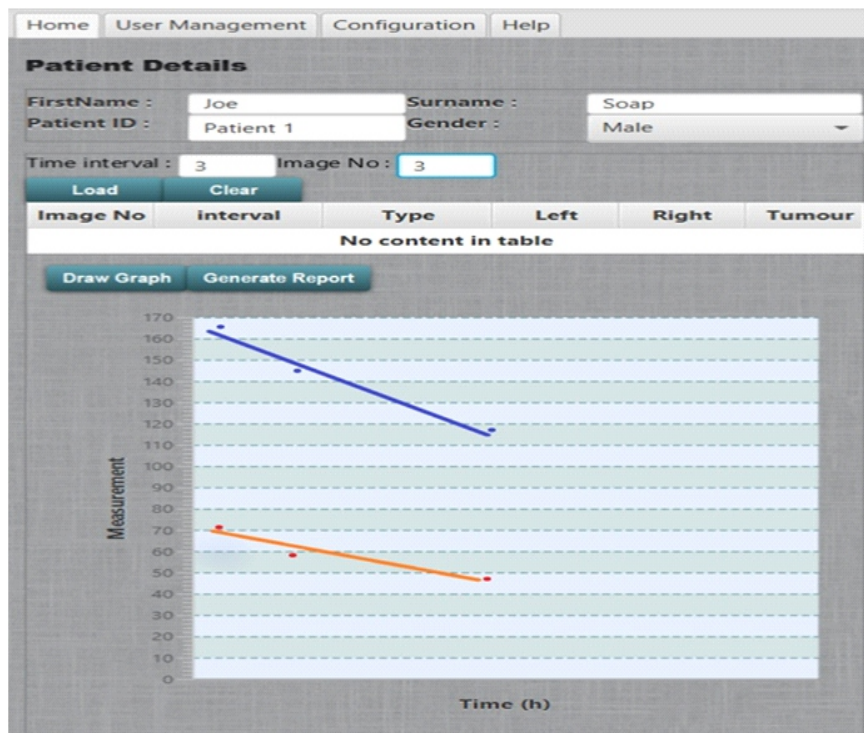 Home User Management Configuration Help
Patient Details
FirstName : Joe Surname : Soap
Patient ID : Patient 1 Gender : Male
Time interval : 3 Image No : 3
Load Clear
Image No interval Type Left Right Tumour
No content in table
Draw Graph Generate Report
170
160
150
140
130
120
110
100
90
80
70
60
50
40
30
20
10
0
Measurement
Time (h)